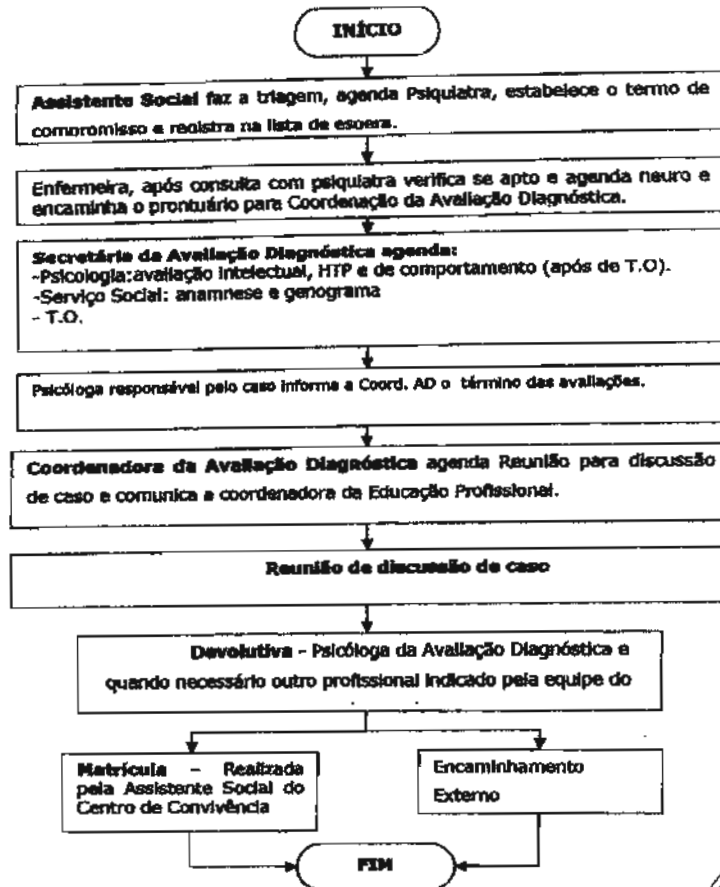 INÍCIO
Assistente Social faz a triagem, agenda Psiquiatra, estabelece o termo de
compromisso e registra na lista de espera.
Enfermeira, após consulta com psiquiatra verifica se apto e agenda neuro e
encaminha o prontuário para Coordenação da Avaliação Diagnóstica.
Secretária da Avaliação Diagnóstica agenda:
-Psicologia:avaliação intelectual, HTP e de comportamento (após de T.O).
-Serviço Social: anamnese e genograma
- T.O.
Psicóloga responsável pelo caso informa a Coord. AD o término das avaliações.
Coordenadora da Avaliação Diagnóstica agenda Reunião para discussão
de caso e comunica a coordenadora da Educação Profissional.
Reunião de discussão de caso
Devolutiva - Psicóloga da Avaliação Diagnóstica e
quando necessário outro profissional indicado pela equipe do
Matrícula – Realizada
pela Assistente Social do
Centro de Convivência
Encaminhamento
Externo
FIM